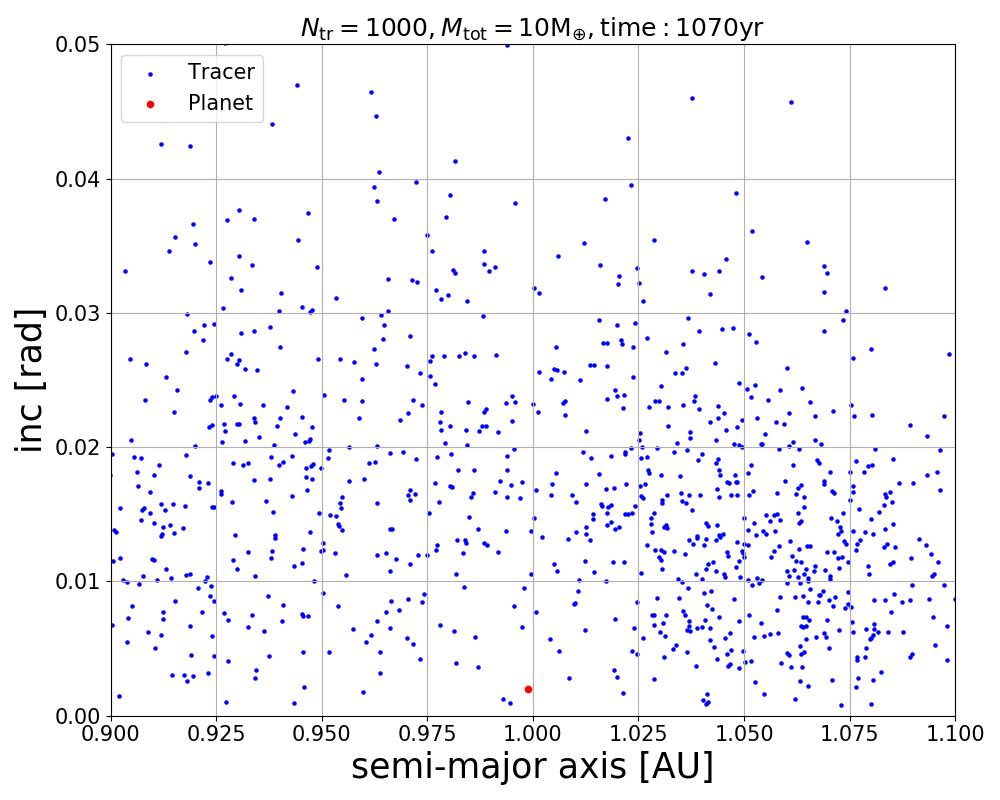 N_tr = 1000, M_tot = 10M_⊕, time : 1070yr
Tracer
Planet
0.05
0.04
0.03
0.02
0.01
0.00
inc [rad]
0.900 0.925 0.950 0.975 1.000 1.025 1.050 1.075 1.100
semi-major axis [AU]